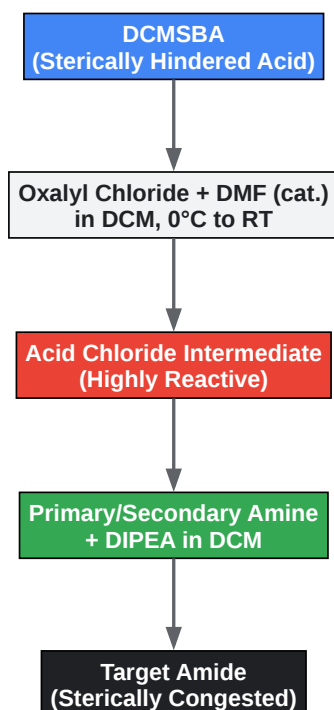 DCMSBA
(Sterically Hindered Acid)
Oxalyl Chloride + DMF (cat.)
in DCM, 0°C to RT
Acid Chloride Intermediate
(Highly Reactive)
Primary/Secondary Amine
+ DIPEA in DCM
Target Amide
(Sterically Congested)